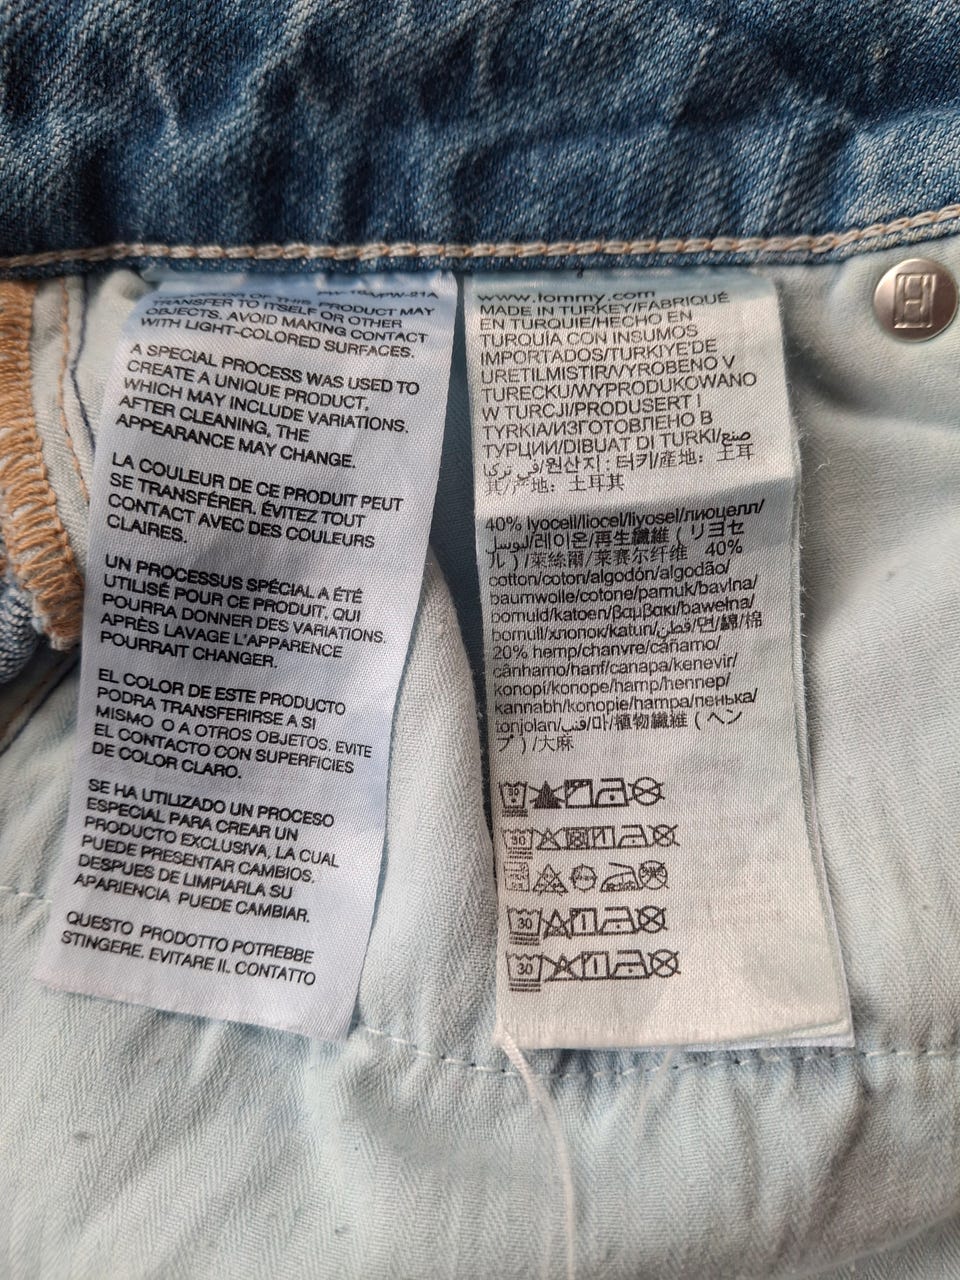 OF THIS PRODUCT MAY
TRANSFER TO ITSELF OR OTHER
OBJECTS. AVOID MAKING CONTACT
WITH LIGHT-COLORED SURFACES.
A SPECIAL PROCESS WAS USED TO
CREATE A UNIQUE PRODUCT,
WHICH MAY INCLUDE VARIATIONS.
AFTER CLEANING, THE
APPEARANCE MAY CHANGE.
LA COULEUR DE CE PRODUIT PEUT
SE TRANSFÉRER. ÉVITEZ TOUT
CONTACT AVEC DES COULEURS
CLAIRES.
UN PROCESSUS SPÉCIAL A ÉTÉ
UTILISÉ POUR CE PRODUIT, QUI
POURRA DONNER DES VARIATIONS.
APRÈS LAVAGE L'APPARENCE
POURRAIT CHANGER.
EL COLOR DE ESTE PRODUCTO
PODRA TRANSFERIRSE A SI
MISMO O A OTROS OBJETOS. EVITE
EL CONTACTO CON SUPERFICIES
DE COLOR CLARO.
SE HA UTILIZADO UN PROCESO
ESPECIAL PARA CREAR UN
PRODUCTO EXCLUSIVA, LA CUAL
PUEDE PRESENTAR CAMBIOS.
DESPUES DE LIMPIARLA SU
APARIENCIA PUEDE CAMBIAR.
QUESTO PRODOTTO POTREBBE
STINGERE. EVITARE IL CONTATTO
www.tommy.com
MADE IN TURKEY/FABRIQUÉ
EN TURQUIE/HECHO EN
TURQUÍA CON INSUMOS
IMPORTADOS/TURKIYE'DE
URETILMISTIR/VYROBENO V
TURECKU/WYPRODUKOWANO
W TURCJI/PRODUSERT I
TYRKIA/ИЗГОТОВЛЕНО В
ТУРЦИИ/DIBUAT DI TURKI/صنع
في تركيا/원산지: 터키/產地: 土耳
其/产地: 土耳其
40% lyocell/liocel/liyosel/лиоцелл/
ليوسل/레이온/再生纖維 ( リヨセ
ル ) /萊絲爾/莱赛尔纤维 40%
cotton/coton/algodón/algodão/
baumwolle/cotone/pamuk/bavlna/
bomuld/katoen/βαμβακι/bawełna/
bomull/хлопок/katun/قطن/면/綿/棉
20% hemp/chanvre/cáñamo/
cânhamo/hanf/canapa/kenevir/
konopí/konope/hamp/hennep/
kannabh/konopie/hampa/пенька/
tonjolan/قنب/마/植物纖維 ( ヘン
プ ) /大麻
30
30
30
30